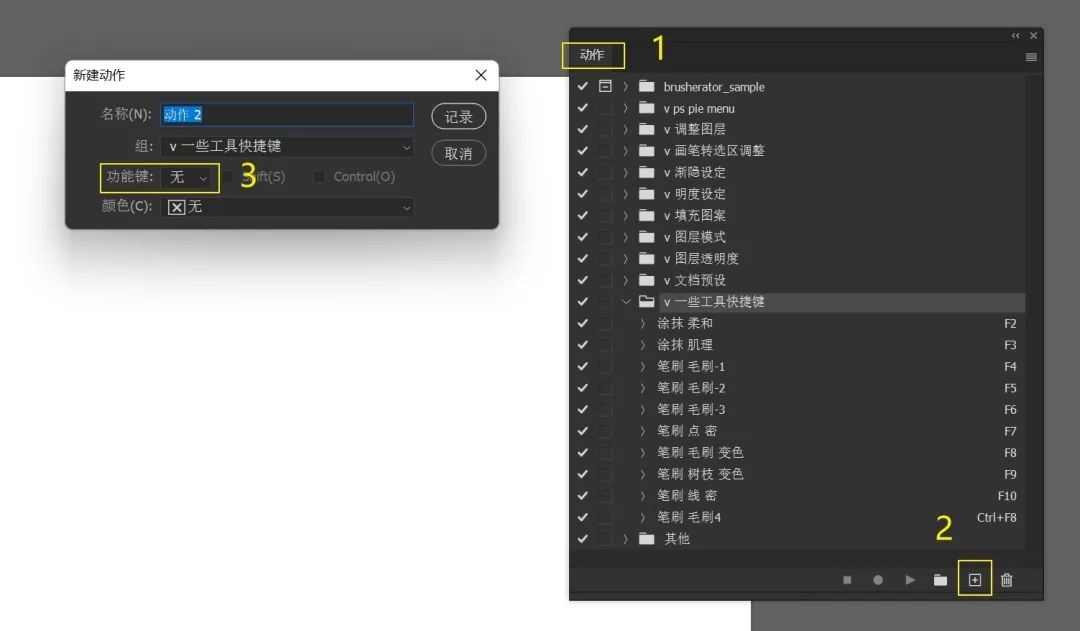 新建动作
名称(N): 动作 2
记录
组: v 一些工具快捷键
取消
功能键: 无
3
Shift(S)
Control(O)
颜色(C): 无
动作
1
brusherator_sample
v ps pie menu
v 调整图层
v 画笔转选区调整
v 渐隐设定
v 明度设定
v 填充图案
v 图层模式
v 图层透明度
v 文档预设
v 一些工具快捷键
涂抹 柔和 F2
涂抹 肌理 F3
笔刷 毛刷-1 F4
笔刷 毛刷-2 F5
笔刷 毛刷-3 F6
笔刷 点 密 F7
笔刷 毛刷 变色 F8
笔刷 树枝 变色 F9
笔刷 线 密 F10
笔刷 毛刷4 Ctrl+F8
其他
2